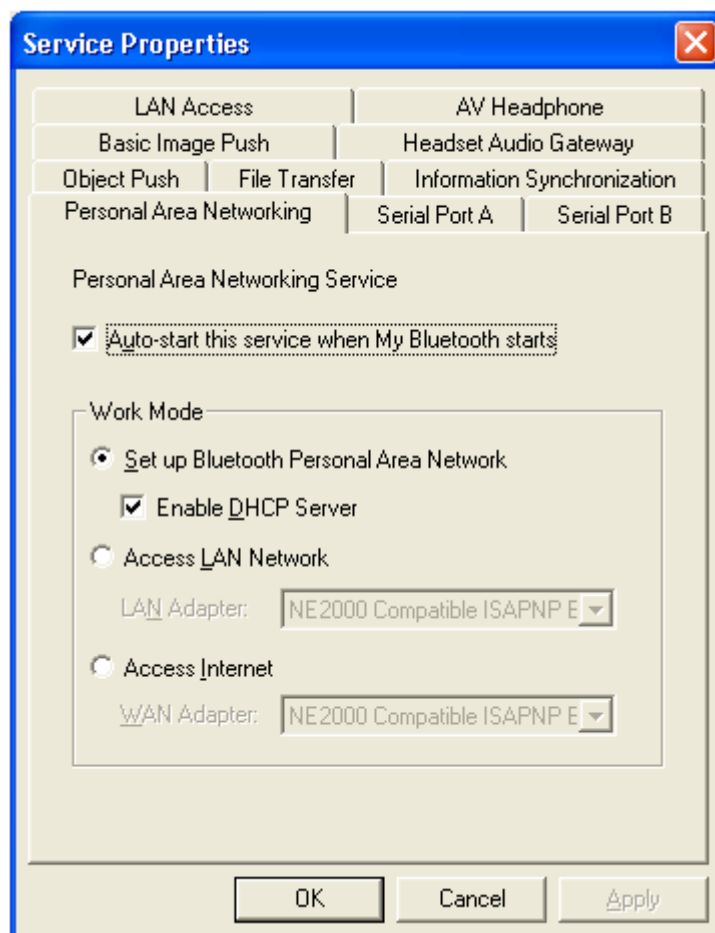 Service Properties
LAN Access AV Headphone
Basic Image Push Headset Audio Gateway
Object Push File Transfer Information Synchronization
Personal Area Networking Serial Port A Serial Port B
Personal Area Networking Service
Auto-start this service when My Bluetooth starts
Work Mode
Set up Bluetooth Personal Area Network
Enable DHCP Server
Access LAN Network
LAN Adapter: NE2000 Compatible ISAPNP E
Access Internet
WAN Adapter: NE2000 Compatible ISAPNP E
OK Cancel Apply